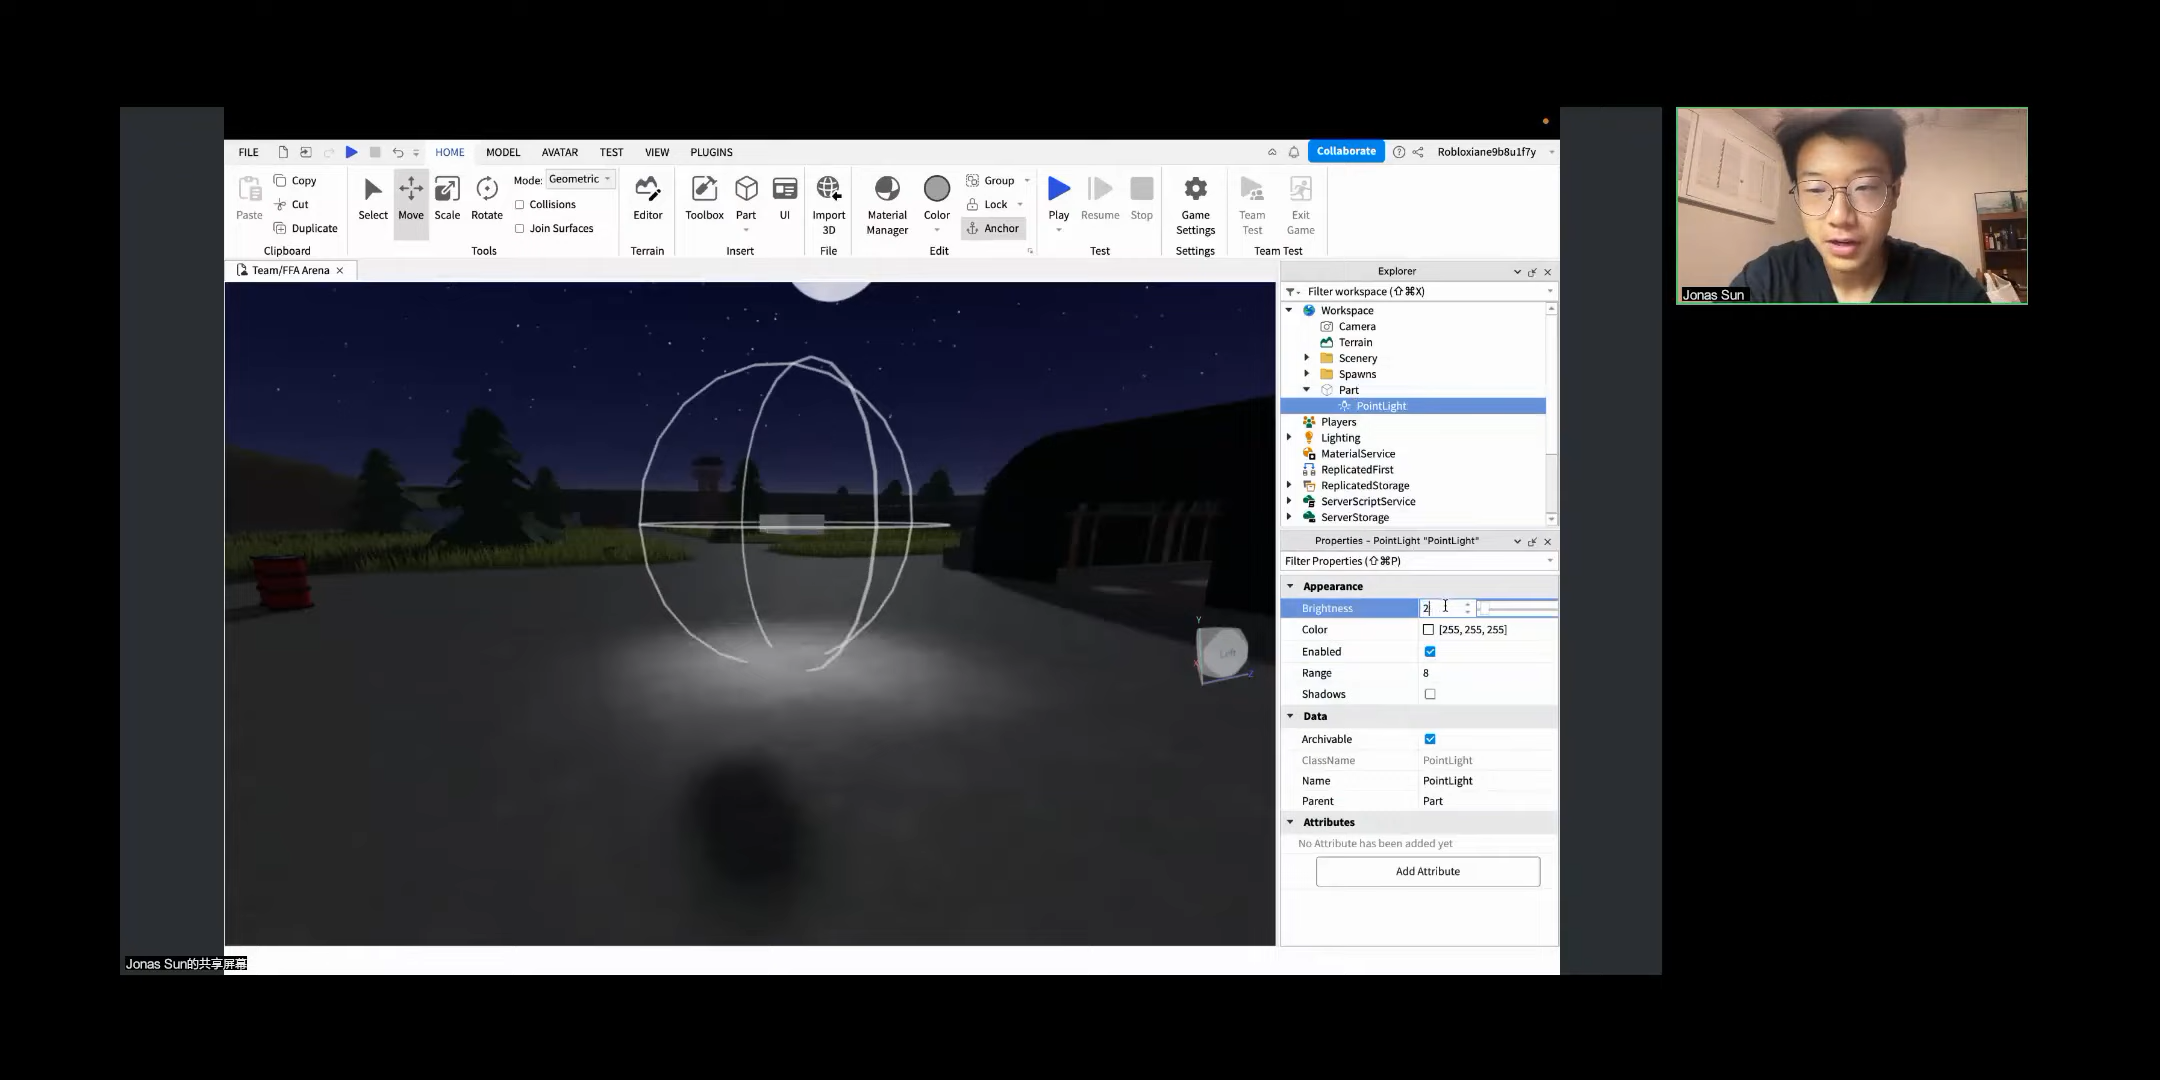 FILE HOME MODEL AVATAR TEST VIEW PLUGINS Collaborate Robloxiane9b8u1f7y
Paste Copy Cut Duplicate
Clipboard
Select Move Scale Rotate
Mode: Geometric
Collisions
Join Surfaces
Tools
Editor
Terrain
Toolbox Part UI
Insert
Import
3D
File
Material
Manager
Color
Group
Lock
Anchor
Edit
Play Resume Stop
Test
Game
Settings
Settings
Team
Test
Exit
Game
Team Test
Team/FFA Arena
Left
Y
Explorer
Filter workspace (⇧⌘X)
Workspace
Camera
Terrain
Scenery
Spawns
Part
PointLight
Players
Lighting
MaterialService
ReplicatedFirst
ReplicatedStorage
ServerScriptService
ServerStorage
Properties - PointLight "PointLight"
Filter Properties (⇧⌘P)
Appearance
Brightness 2
Color [255, 255, 255]
Enabled
Range 8
Shadows
Data
Archivable
ClassName PointLight
Name PointLight
Parent Part
Attributes
No Attribute has been added yet
Add Attribute
Jonas Sun
Jonas Sun的共享屏幕